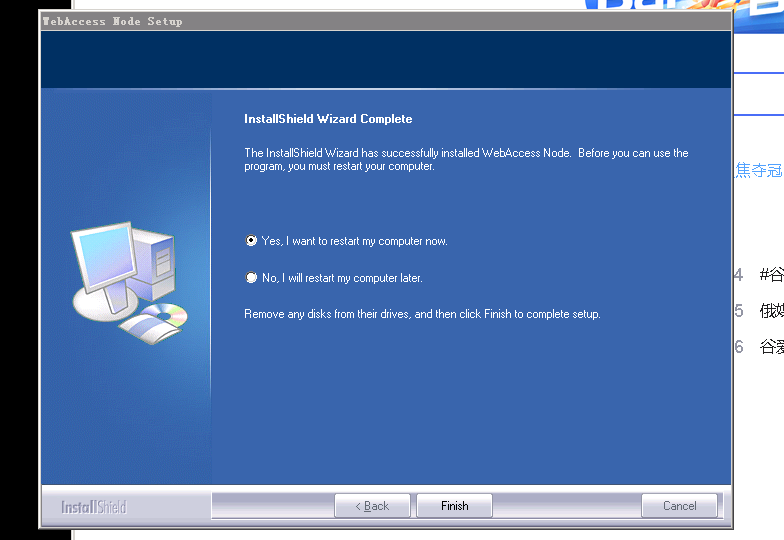 WebAccess Node Setup
InstallShield Wizard Complete
The InstallShield Wizard has successfully installed WebAccess Node. Before you can use the
program, you must restart your computer.
焦夺冠
Yes, I want to restart my computer now.
No, I will restart my computer later.
4 #谷
Remove any disks from their drives, and then click Finish to complete setup.
5 俄媒
6 谷爱
InstallShield
< Back Finish Cancel